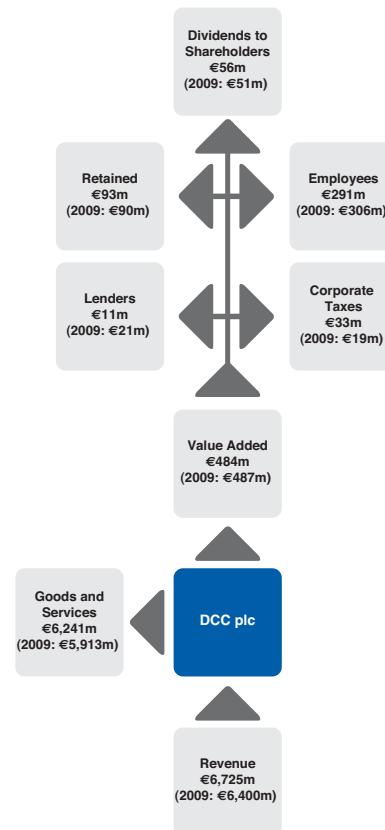 Dividends to
Shareholders
€56m
(2009: €51m)
Retained
€93m
(2009: €90m)
Employees
€291m
(2009: €306m)
Lenders
€11m
(2009: €21m)
Corporate
Taxes
€33m
(2009: €19m)
Value Added
€484m
(2009: €487m)
Goods and
Services
€6,241m
(2009: €5,913m)
DCC plc
Revenue
€6,725m
(2009: €6,400m)